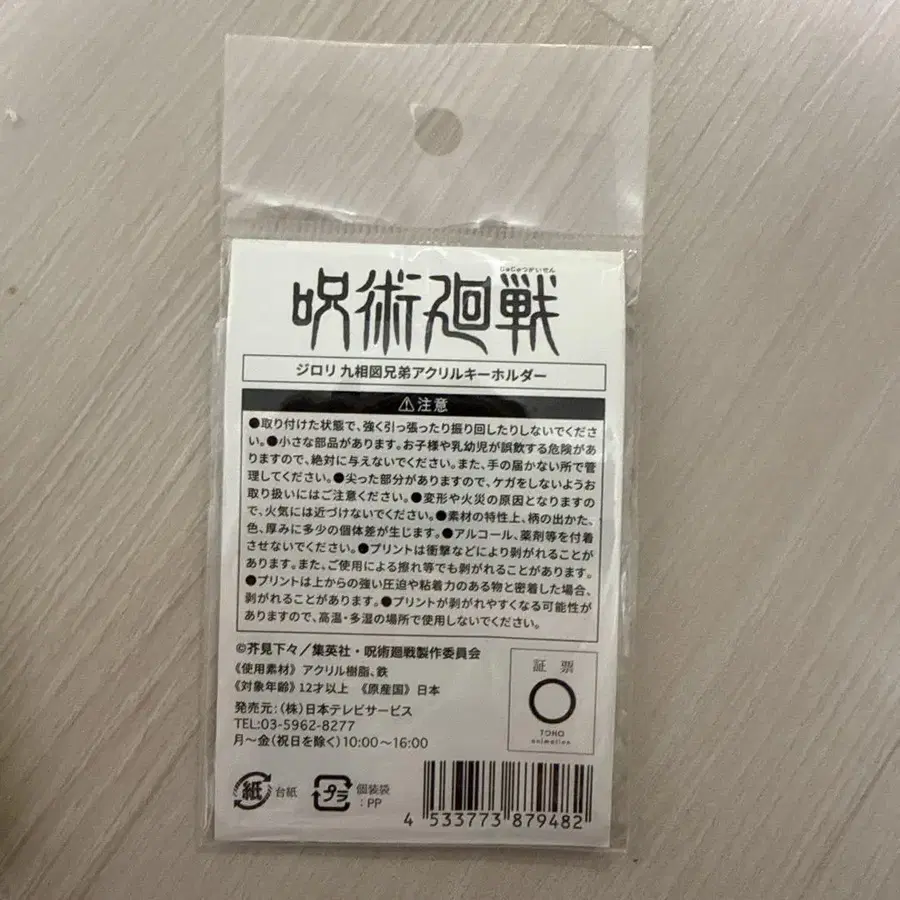 じゅじゅつかいせん
呪術廻戦
ジロリ 九相図兄弟アクリルキーホルダー
⚠注意
●取り付けた状態で、強く引っ張ったり振り回したりしないでくださ
い。●小さな部品があります。お子様や乳幼児が誤飲する危険があ
りますので、絶対に与えないでください。また、手の届かない所で管
理してください。●尖った部分がありますので、ケガをしないようお
取り扱いにはご注意ください。●変形や火災の原因となりますの
で、火気には近づけないでください。●素材の特性上、柄の出かた、
色、厚みに多少の個体差が生じます。●アルコール、薬剤等を付着
させないでください。●プリントは衝撃などにより剥がれることが
あります。また、ご使用による擦れ等でも剥がれることがあります。
●プリントは上からの強い圧迫や粘着力のある物と密着した場合、
剥がれることがあります。●プリントが剥がれやすくなる可能性が
ありますので、高温・多湿の場所で使用しないでください。
©芥見下々／集英社・呪術廻戦製作委員会
《使用素材》 アクリル樹脂、鉄
《対象年齢》 12才以上 《原産国》 日本
発売元：(株)日本テレビサービス
TEL:03-5962-8277
月～金(祝日を除く)10:00～16:00
証 票
TOHO
animation
紙 台紙
プラ 個装袋
：PP
4 533773 879482